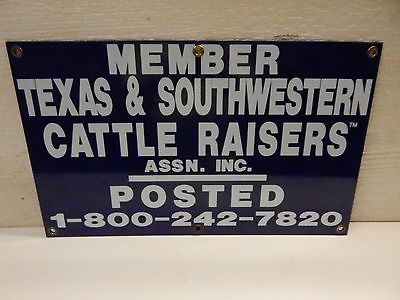 MEMBER
TEXAS & SOUTHWESTERN
CATTLE RAISERS™
ASSN. INC.
POSTED
1-800-242-7820